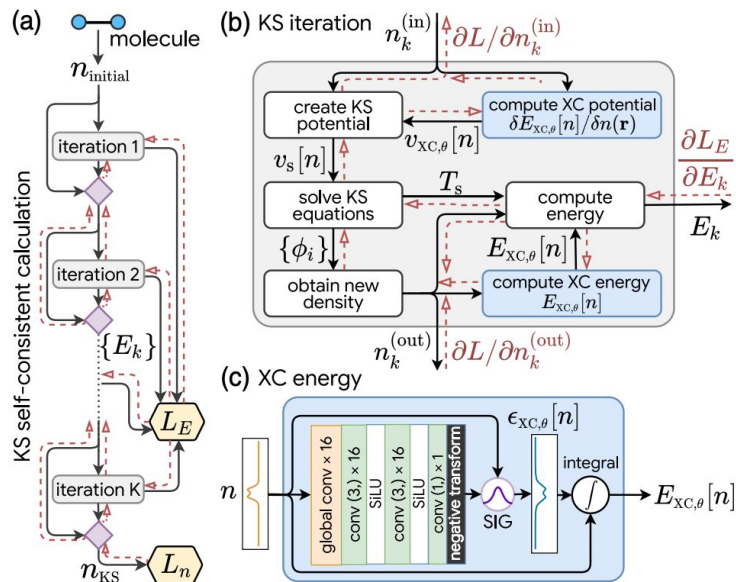 (a)
molecule
n_initial
iteration 1
iteration 2
{E_k}
L_E
iteration K
n_KS
L_n
KS self-consistent calculation
(b) KS iteration
n_k^(in)
∂L/∂n_k^(in)
create KS
potential
compute XC potential
δE_XC,θ[n]/δn(r)
v_XC,θ[n]
v_s[n]
∂L_E
∂E_k
T_s
solve KS
equations
compute
energy
E_k
{ϕ_i}
E_XC,θ[n]
obtain new
density
compute XC energy
E_XC,θ[n]
n_k^(out)
∂L/∂n_k^(out)
(c) XC energy
n
global conv × 16
conv (3,) × 16
SiLU
conv (3,) × 16
SiLU
conv (1,) × 1
negative transform
SIG
ϵ_XC,θ[n]
integral
∫
E_XC,θ[n]